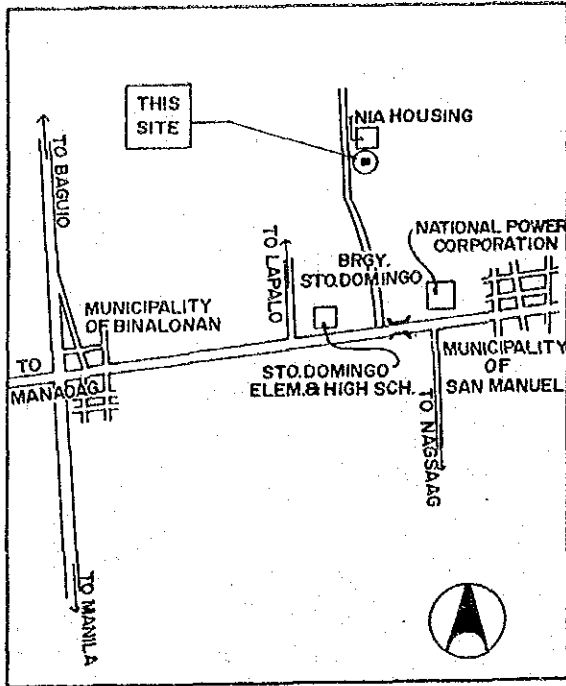 THIS
SITE
NIA HOUSING
TO BAGUIO
TO LAPALO
BRGY.
STO.DOMINGO
NATIONAL POWER
CORPORATION
MUNICIPALITY
OF BINALONAN
TO
MANAOAG
STO.DOMINGO
ELEM.& HIGH SCH.
MUNICIPALITY
OF
SAN MANUEL
TO NAGSAAG
TO MANILA